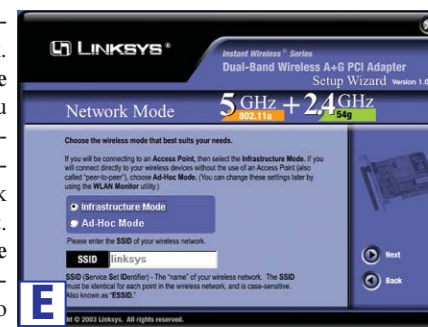 LINKSYS®
Instant Wireless® Series
Dual-Band Wireless A+G
PCI Adapter
Setup Wizard Version 1.0
Network Mode
5 GHz + 2.4 GHz
802.11a 54g
Choose the wireless mode that best suits your needs.
If you will be connecting to an Access Point, then select the Infrastructure Mode. If you
will connect directly to your wireless devices without the use of an Access Point (also
called "peer-to-peer"), choose Ad-Hoc Mode. (You can change these settings later by
using the WLAN Monitor utility.)
Infrastructure Mode
Ad-Hoc Mode
Please enter the SSID of your wireless network.
SSID linksys
SSID (Service Set IDentifier) - The "name" of your wireless network. The SSID
must be identical for each point in the wireless network, and is case-sensitive.
Also known as "ESSID."
Next
Back
E
© 2003 Linksys. All rights reserved.